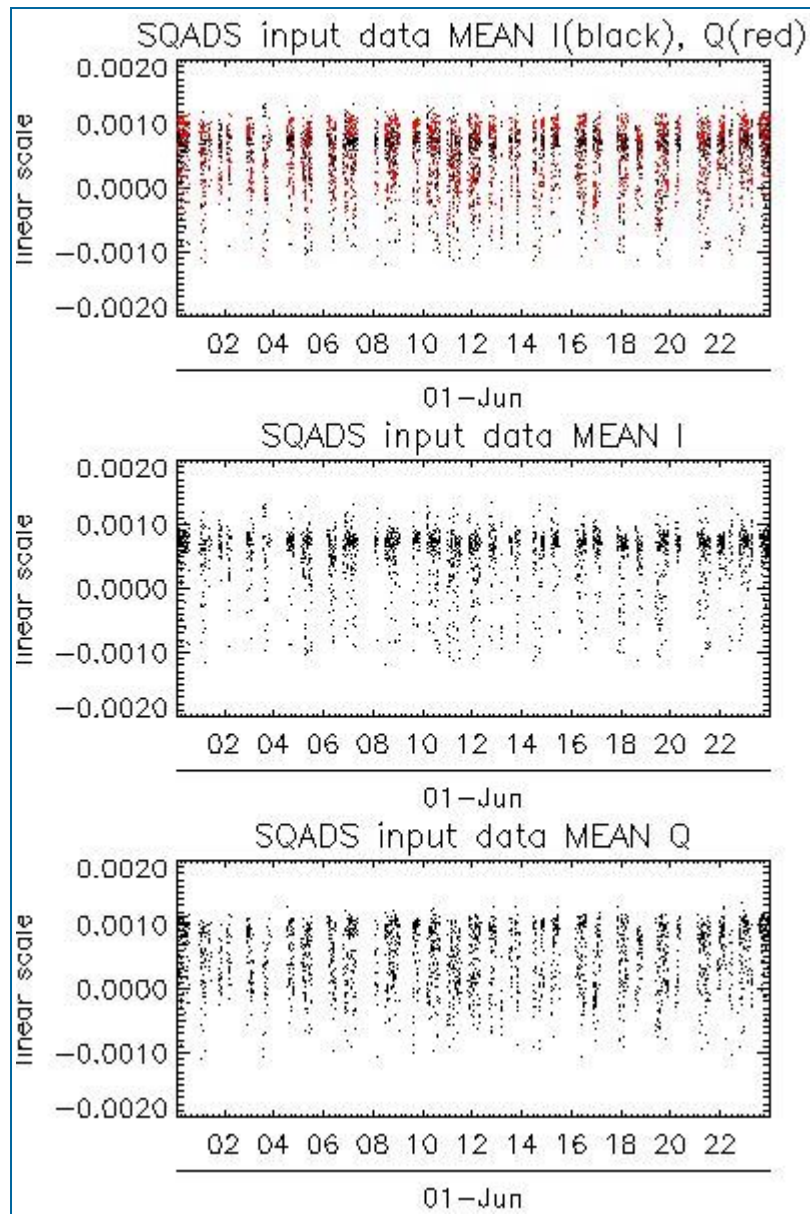 SQADS input data MEAN I(black), Q(red)
0.0020
0.0010
0.0000
−0.0010
−0.0020
linear scale
02 04 06 08 10 12 14 16 18 20 22
01−Jun
SQADS input data MEAN I
0.0020
0.0010
0.0000
−0.0010
−0.0020
linear scale
02 04 06 08 10 12 14 16 18 20 22
01−Jun
SQADS input data MEAN Q
0.0020
0.0010
0.0000
−0.0010
−0.0020
linear scale
02 04 06 08 10 12 14 16 18 20 22
01−Jun